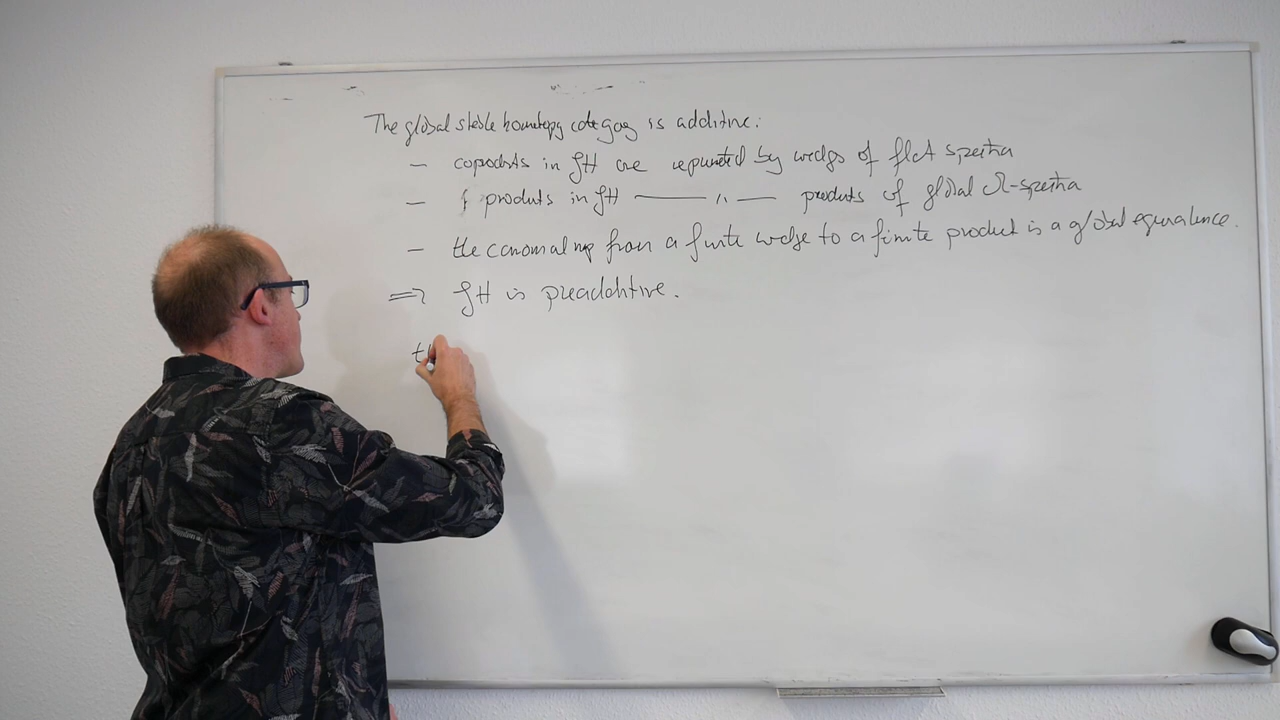 The global stable homotopy category is additive:
– coproducts in GH are represented by wedges of flat spectra
– products in GH —— " —— products of global Ω-spectra
– the canonical map from a finite wedge to a finite product is a global equivalence.
=> GH is preadditive.
th